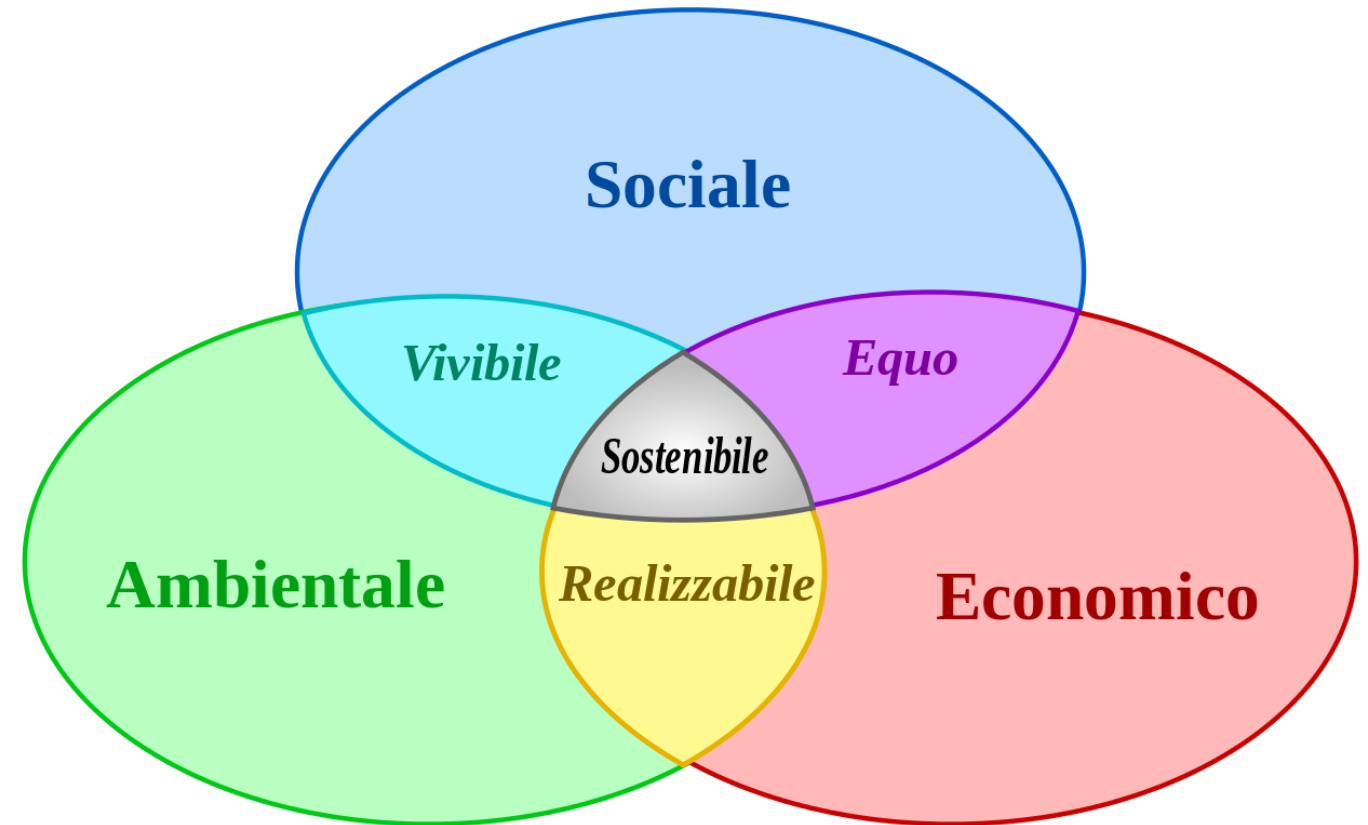 Sociale
Vivibile
Equo
Sostenibile
Ambientale
Realizzabile
Economico